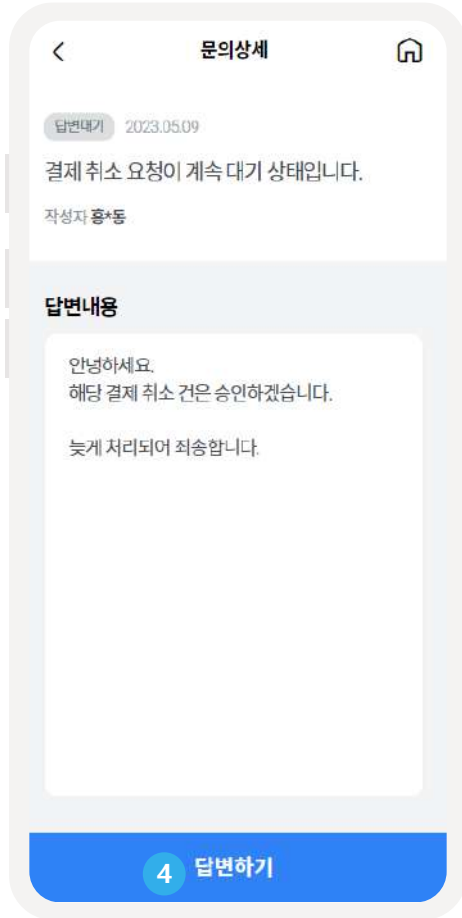 문의상세
답변대기 2023.05.09
결제 취소 요청이 계속 대기 상태입니다.
작성자 홍*동
답변내용
안녕하세요.
해당 결제 취소 건은 승인하겠습니다.
늦게 처리되어 죄송합니다.
4 답변하기